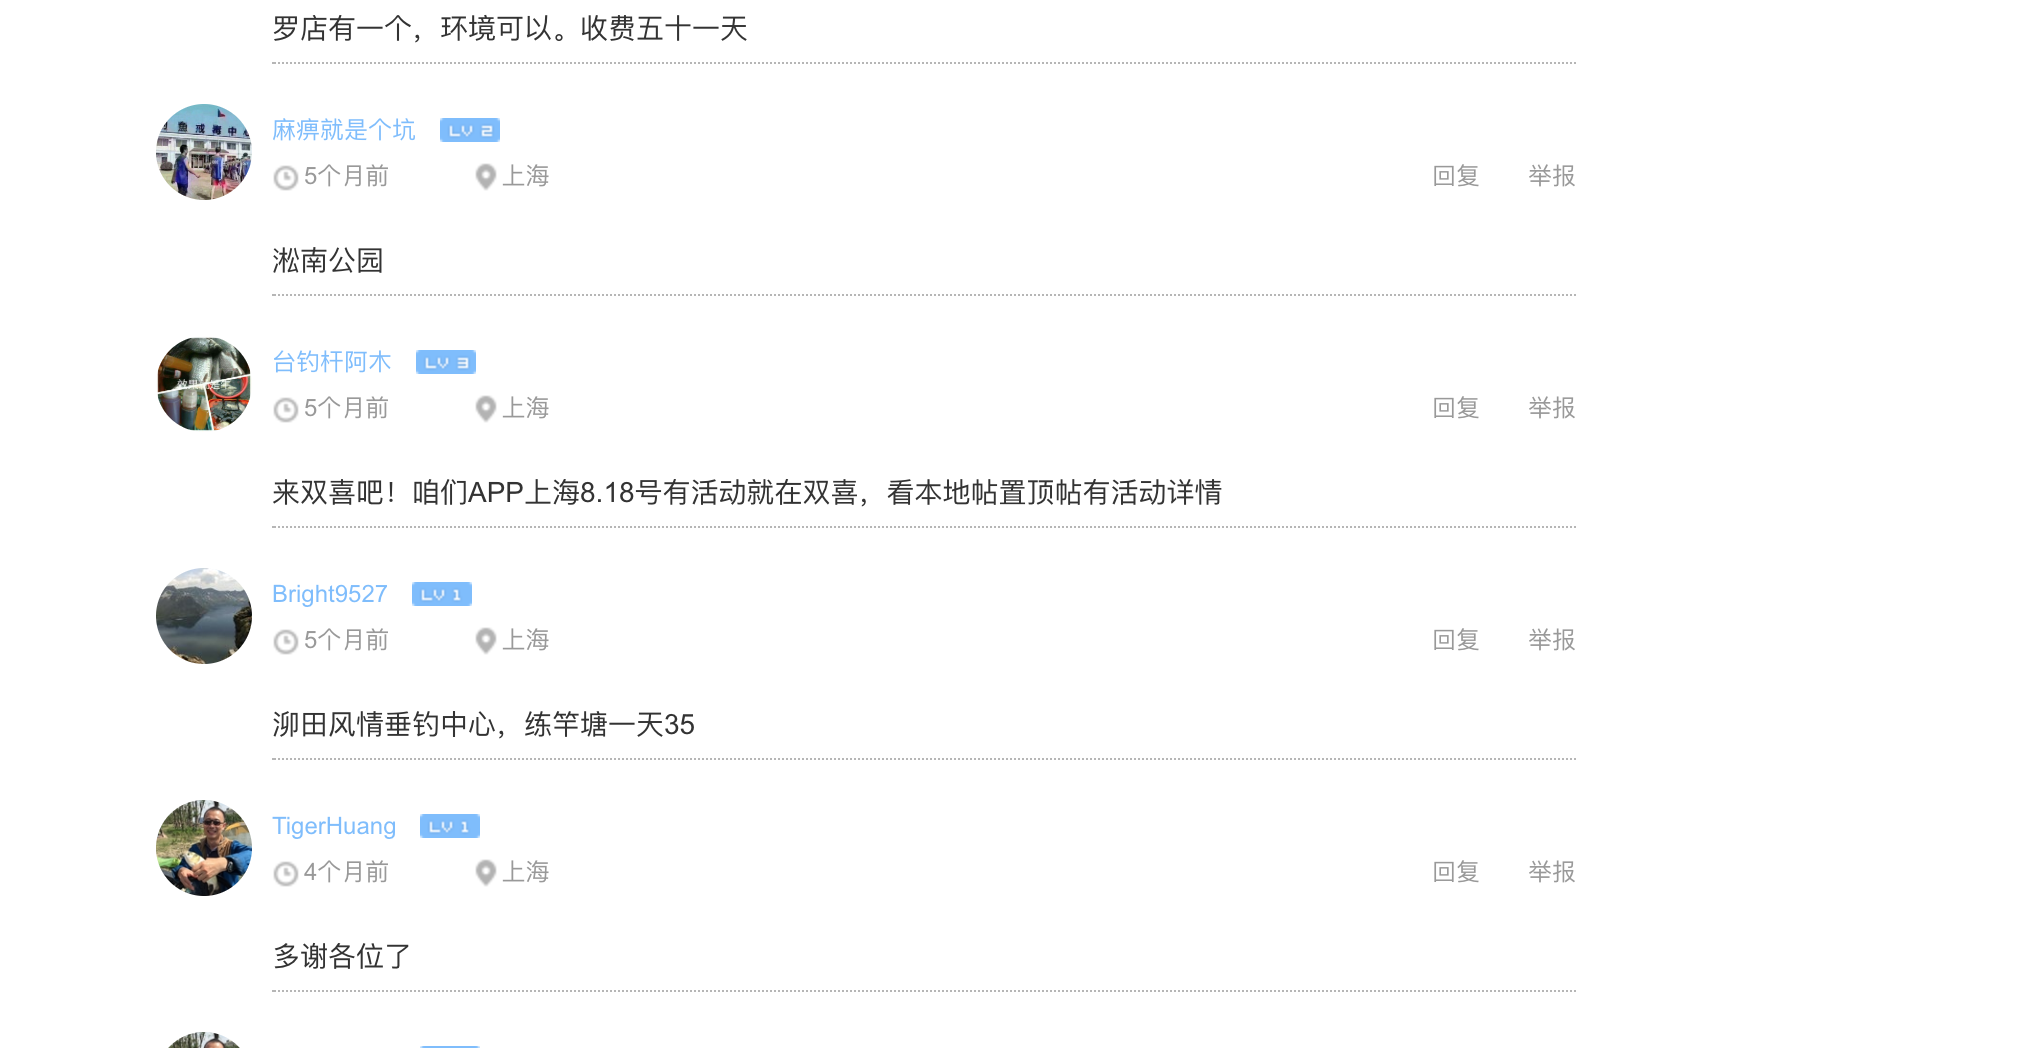 罗店有一个，环境可以。收费五十一天
麻痹就是个坑 LV 2
5个月前 上海 回复 举报
淞南公园
台钓杆阿木 LV 3
5个月前 上海 回复 举报
来双喜吧！咱们APP上海8.18号有活动就在双喜，看本地帖置顶帖有活动详情
Bright9527 LV 1
5个月前 上海 回复 举报
泖田风情垂钓中心，练竿塘一天35
TigerHuang LV 1
4个月前 上海 回复 举报
多谢各位了